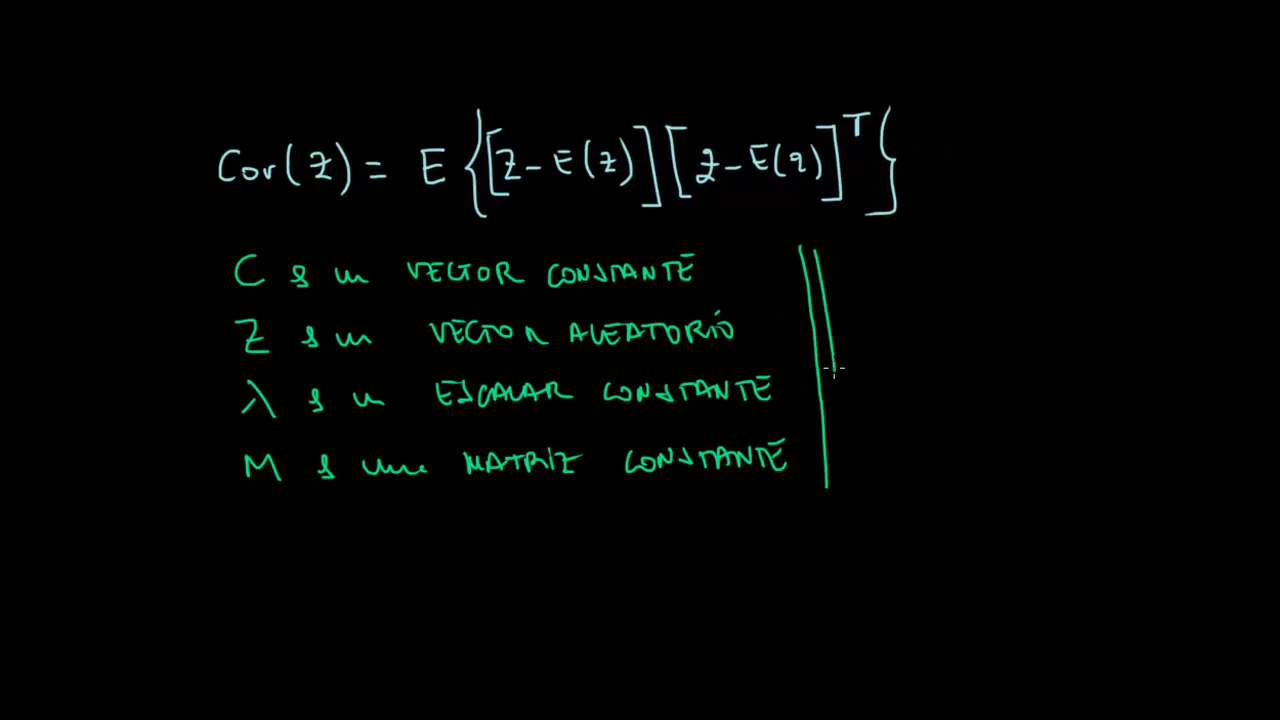 Cov(Z) = E{[Z - E(Z)][Z - E(Z)]^T}
C es un VECTOR CONSTANTE
Z es un VECTOR ALEATORIO
λ es un ESCALAR CONSTANTE
M es una MATRIZ CONSTANTE